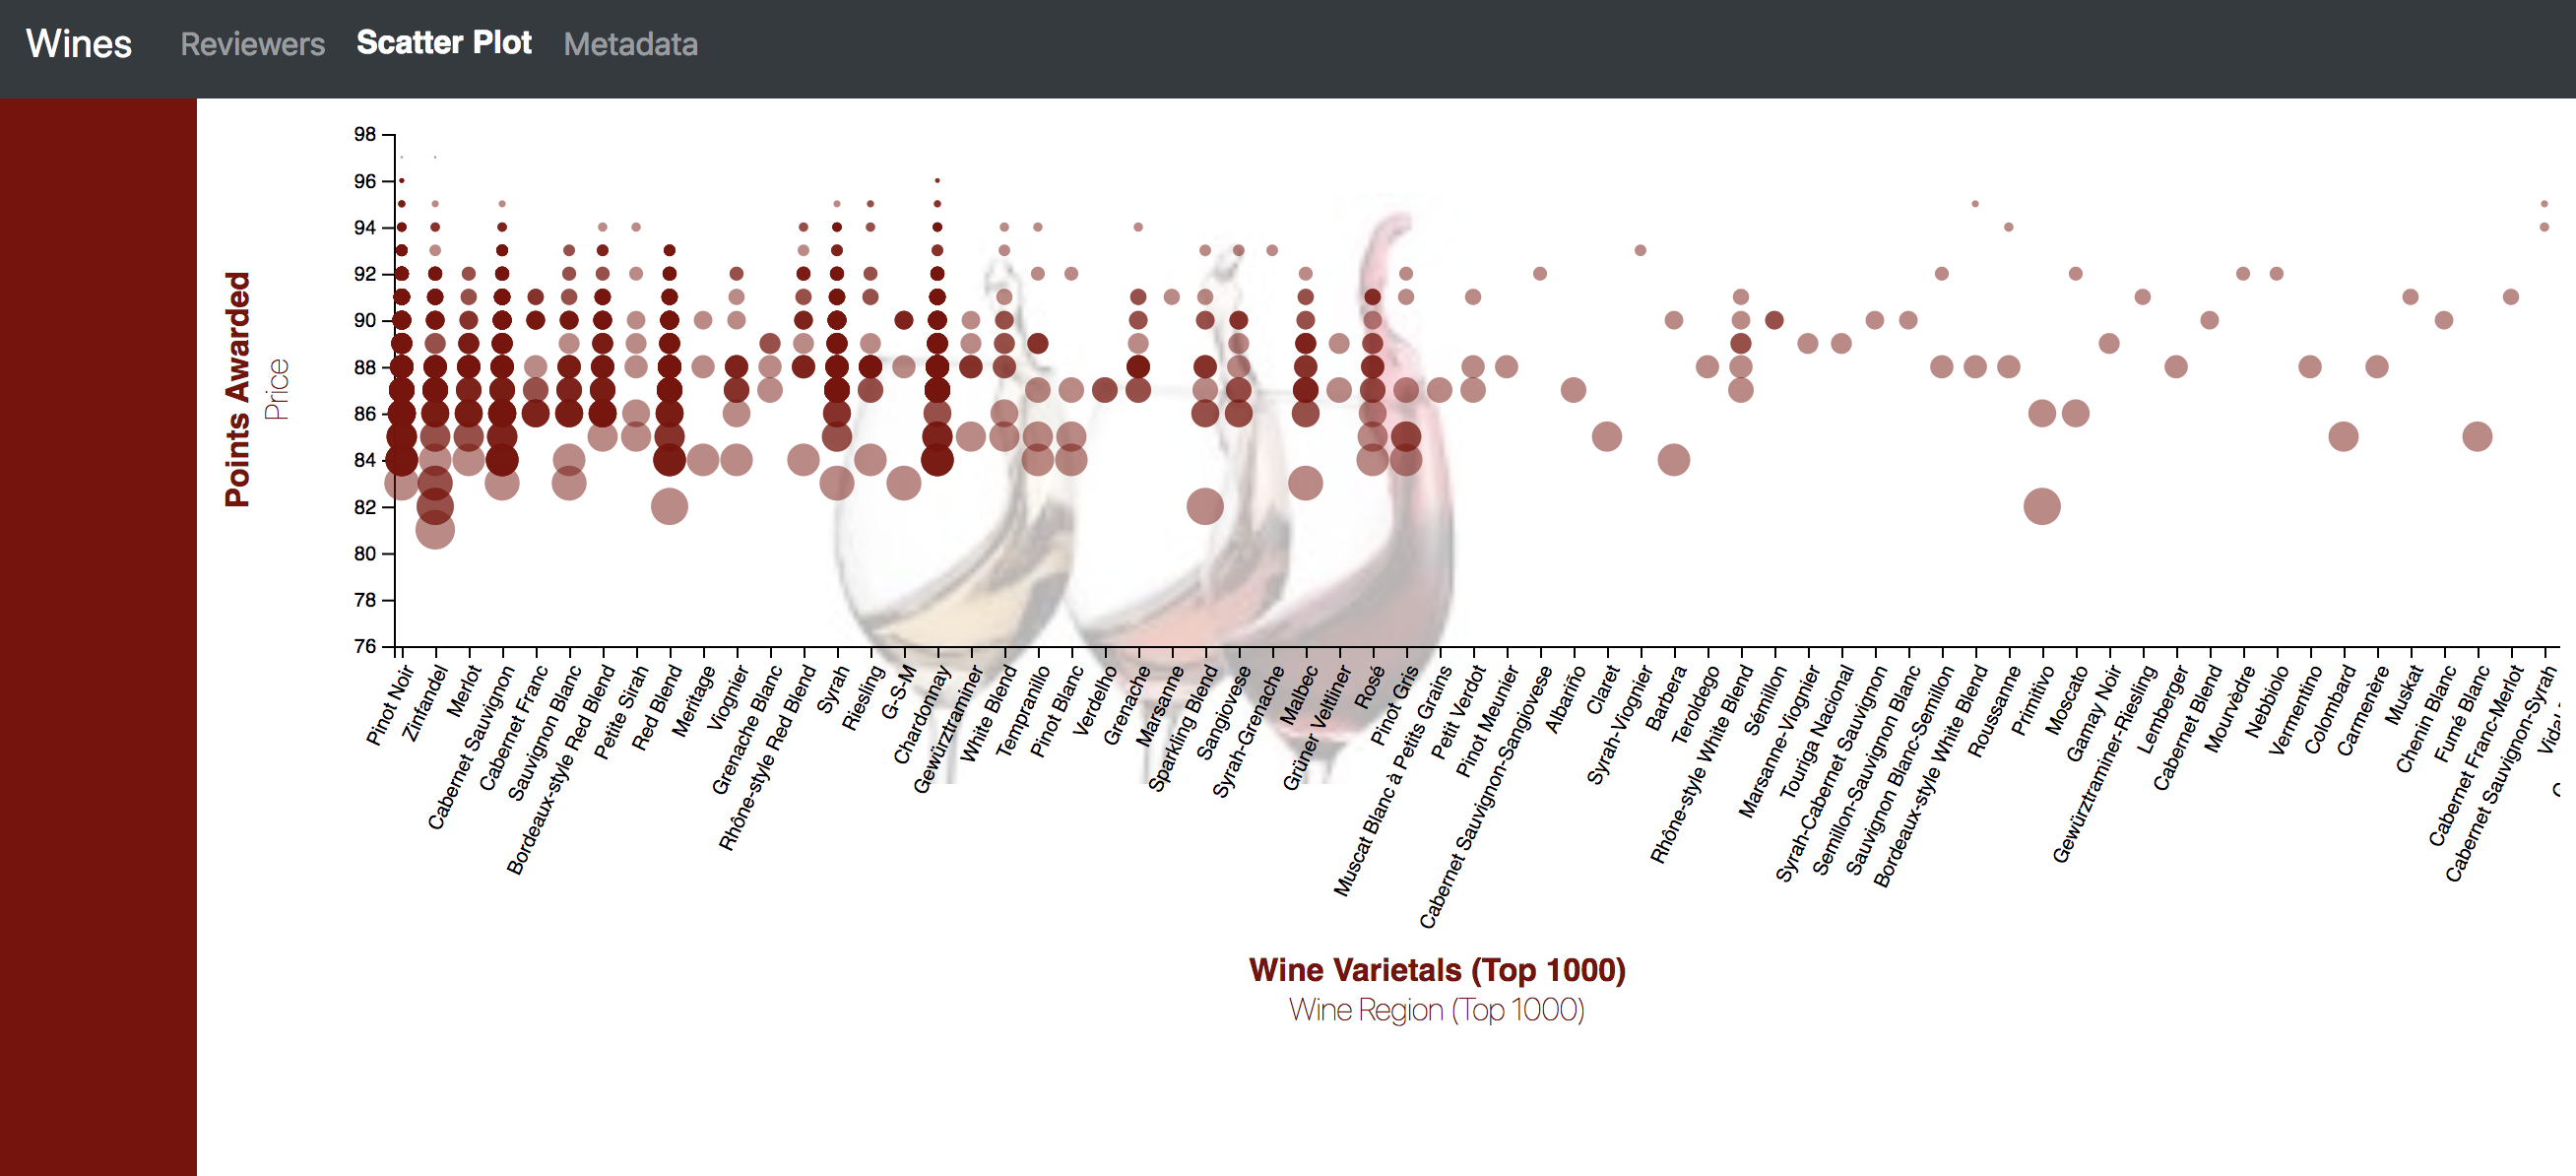 Wines Reviewers Scatter Plot Metadata
98
96
94
92
90
88
86
84
82
80
78
76
Points Awarded
Price
Pinot Noir
Zinfandel
Merlot
Cabernet Sauvignon
Cabernet Franc
Sauvignon Blanc
Bordeaux-style Red Blend
Petite Sirah
Red Blend
Meritage
Viognier
Grenache Blanc
Rhône-style Red Blend
Syrah
Riesling
G-S-M
Chardonnay
Gewürztraminer
White Blend
Tempranillo
Pinot Blanc
Verdelho
Grenache
Marsanne
Sparkling Blend
Sangiovese
Syrah-Grenache
Malbec
Grüner Veltliner
Rosé
Pinot Gris
Muscat Blanc à Petits Grains
Petit Verdot
Pinot Meunier
Cabernet Sauvignon-Sangiovese
Albariño
Claret
Syrah-Viognier
Barbera
Teroldego
Rhône-style White Blend
Sémillon
Marsanne-Viognier
Touriga Nacional
Syrah-Cabernet Sauvignon
Semillon-Sauvignon Blanc
Sauvignon Blanc-Semillon
Bordeaux-style White Blend
Roussanne
Primitivo
Moscato
Gamay Noir
Gewürztraminer-Riesling
Lemberger
Cabernet Blend
Mourvèdre
Nebbiolo
Vermentino
Colombard
Carmenère
Muskat
Chenin Blanc
Fumé Blanc
Cabernet Franc-Merlot
Cabernet Sauvignon-Syrah
Vidal
Wine Varietals (Top 1000)
Wine Region (Top 1000)